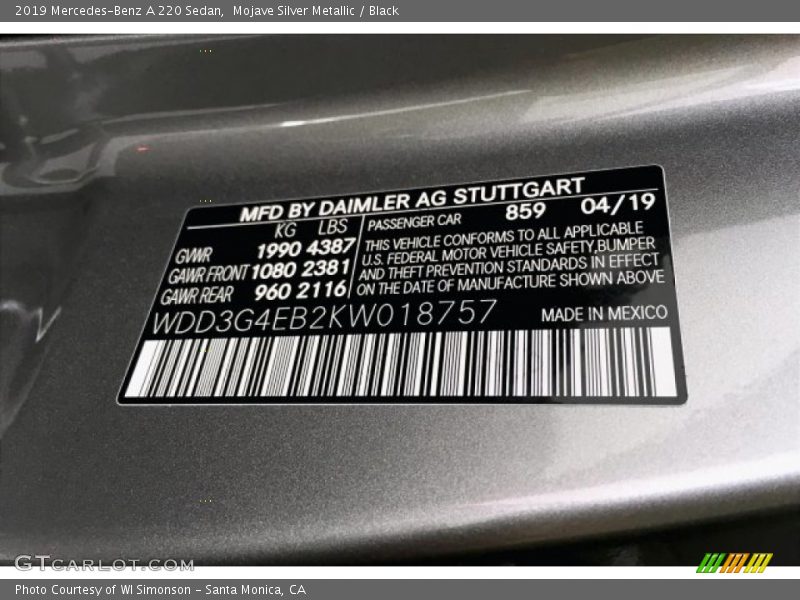 2019 Mercedes-Benz A 220 Sedan, Mojave Silver Metallic / Black
MFD BY DAIMLER AG STUTTGART
KG LBS
GVWR 1990 4387
GAWR FRONT 1080 2381
GAWR REAR 960 2116
PASSENGER CAR 859 04/19
THIS VEHICLE CONFORMS TO ALL APPLICABLE
U.S. FEDERAL MOTOR VEHICLE SAFETY,BUMPER
AND THEFT PREVENTION STANDARDS IN EFFECT
ON THE DATE OF MANUFACTURE SHOWN ABOVE
WDD3G4EB2KW018757 MADE IN MEXICO
GTCARLOT.COM
Photo Courtesy of WI Simonson - Santa Monica, CA